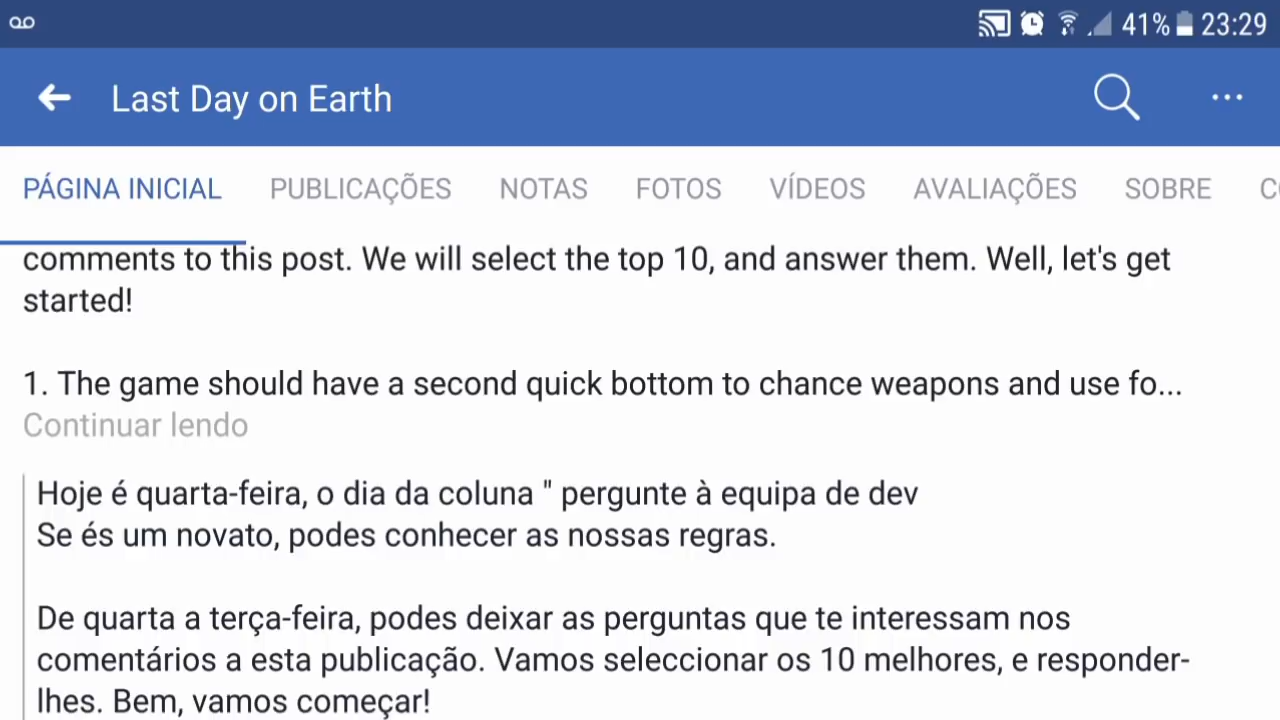 41% 23:29
Last Day on Earth
PÁGINA INICIAL PUBLICAÇÕES NOTAS FOTOS VÍDEOS AVALIAÇÕES SOBRE
comments to this post. We will select the top 10, and answer them. Well, let's get
started!
1. The game should have a second quick bottom to chance weapons and use fo...
Continuar lendo
Hoje é quarta-feira, o dia da coluna " pergunte à equipa de dev
Se és um novato, podes conhecer as nossas regras.
De quarta a terça-feira, podes deixar as perguntas que te interessam nos
comentários a esta publicação. Vamos seleccionar os 10 melhores, e responder-
lhes. Bem, vamos começar!